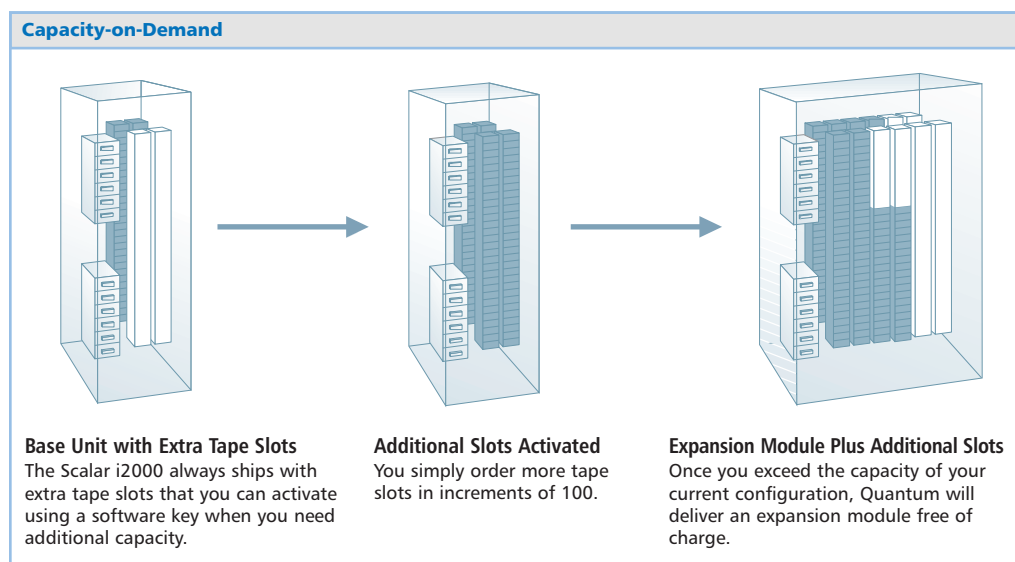 Capacity-on-Demand
Base Unit with Extra Tape Slots
The Scalar i2000 always ships with
extra tape slots that you can activate
using a software key when you need
additional capacity.
Additional Slots Activated
You simply order more tape
slots in increments of 100.
Expansion Module Plus Additional Slots
Once you exceed the capacity of your
current configuration, Quantum will
deliver an expansion module free of
charge.